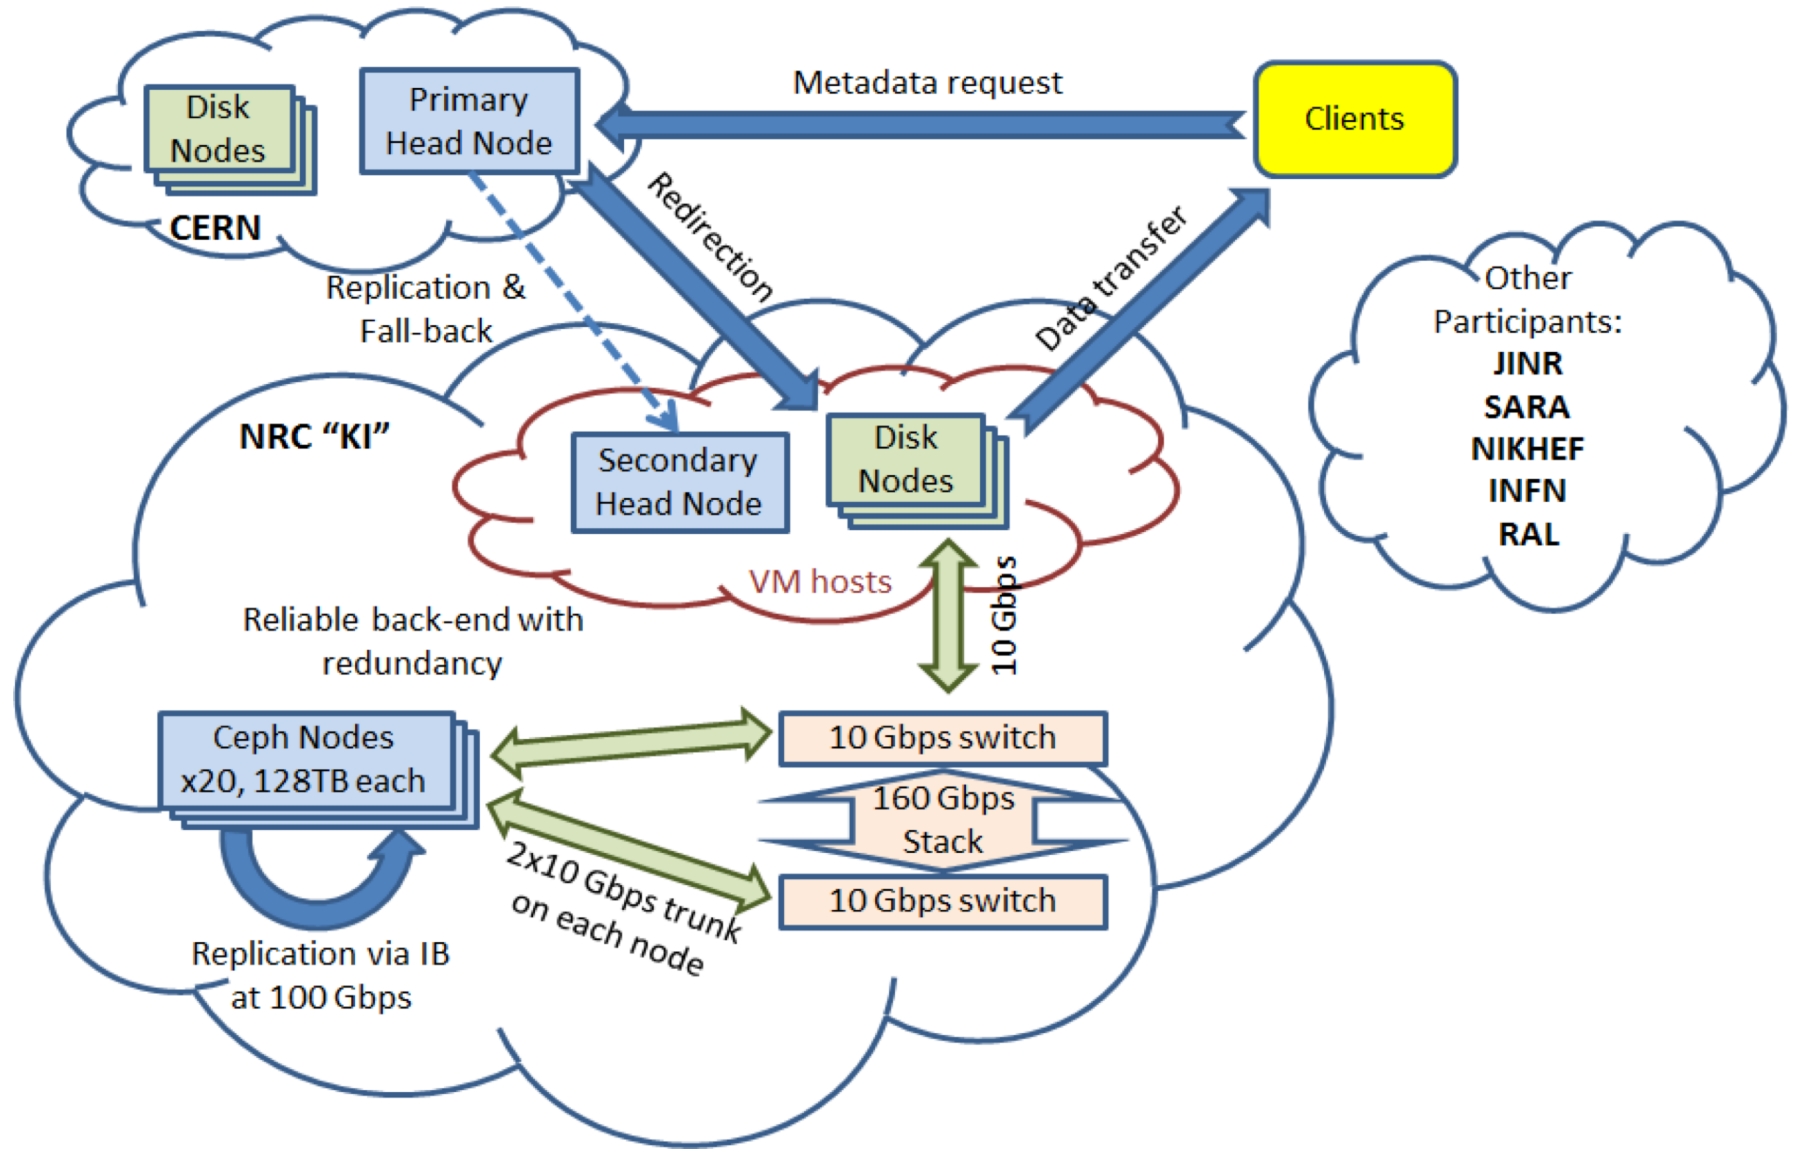 Disk
Nodes
Primary
Head Node
CERN
Metadata request
Clients
Redirection
Data transfer
Replication &
Fall-back
Other
Participants:
JINR
SARA
NIKHEF
INFN
RAL
NRC “KI”
Secondary
Head Node
Disk
Nodes
VM hosts
10 Gbps
Reliable back-end with
redundancy
Ceph Nodes
x20, 128TB each
10 Gbps switch
160 Gbps
Stack
10 Gbps switch
2x10 Gbps trunk
on each node
Replication via IB
at 100 Gbps